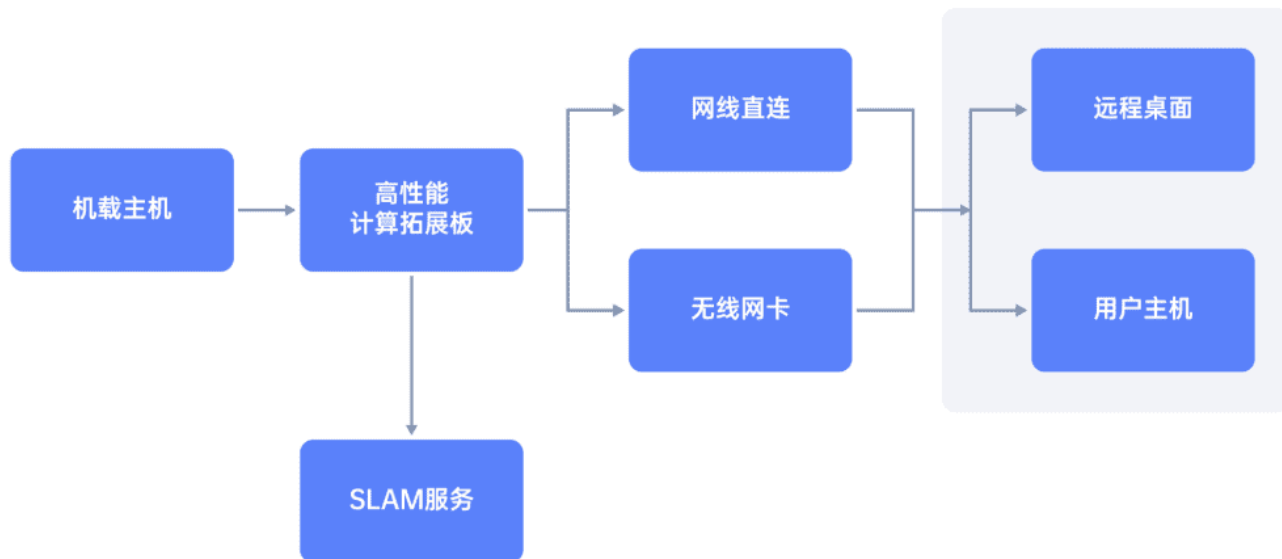 机载主机
高性能
计算拓展板
网线直连
无线网卡
远程桌面
用户主机
SLAM服务